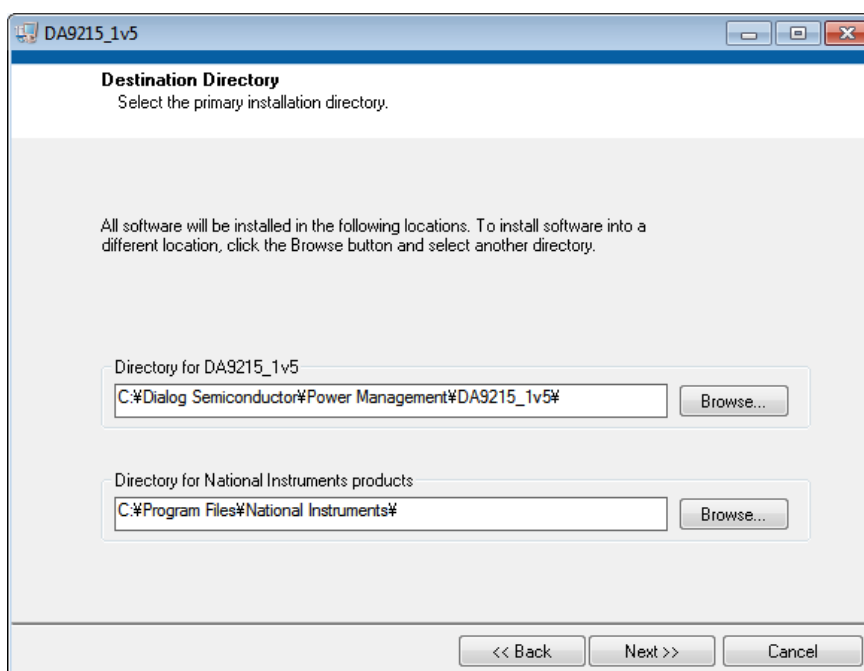 DA9215_1v5
Destination Directory
Select the primary installation directory.
All software will be installed in the following locations. To install software into a
different location, click the Browse button and select another directory.
Directory for DA9215_1v5
C:¥Dialog Semiconductor¥Power Management¥DA9215_1v5¥
Browse...
Directory for National Instruments products
C:¥Program Files¥National Instruments¥
Browse...
<< Back Next >> Cancel